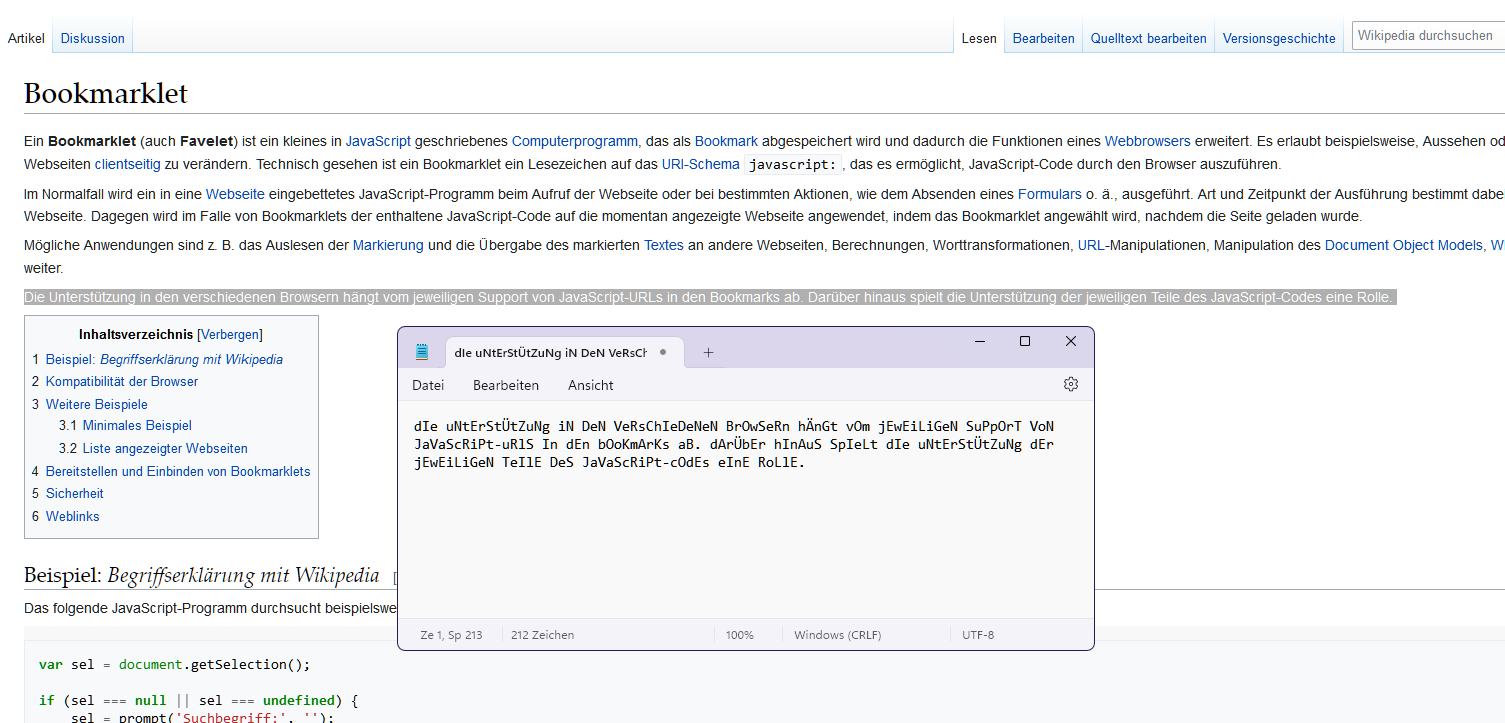 Artikel Diskussion Lesen Bearbeiten Quelltext bearbeiten Versionsgeschichte Wikipedia durchsuchen
Bookmarklet
Ein Bookmarklet (auch Favelet) ist ein kleines in JavaScript geschriebenes Computerprogramm, das als Bookmark abgespeichert wird und dadurch die Funktionen eines Webbrowsers erweitert. Es erlaubt beispielsweise, Aussehen
Webseiten clientseitig zu verändern. Technisch gesehen ist ein Bookmarklet ein Lesezeichen auf das URI-Schema javascript:, das es ermöglicht, JavaScript-Code durch den Browser auszuführen.
Im Normalfall wird ein in eine Webseite eingebettetes JavaScript-Programm beim Aufruf der Webseite oder bei bestimmten Aktionen, wie dem Absenden eines Formulars o. ä., ausgeführt. Art und Zeitpunkt der Ausführung bestimmt
Webseite. Dagegen wird im Falle von Bookmarklets der enthaltene JavaScript-Code auf die momentan angezeigte Webseite angewendet, indem das Bookmarklet angewählt wird, nachdem die Seite geladen wurde.
Mögliche Anwendungen sind z. B. das Auslesen der Markierung und die Übergabe des markierten Textes an andere Webseiten, Berechnungen, Worttransformationen, URL-Manipulationen, Manipulation des Document Object Models,
weiter.
Die Unterstützung in den verschiedenen Browsern hängt vom jeweiligen Support von JavaScript-URLs in den Bookmarks ab. Darüber hinaus spielt die Unterstützung der jeweiligen Teile des JavaScript-Codes eine Rolle.
Inhaltsverzeichnis [Verbergen]
1 Beispiel: Begriffserklärung mit Wikipedia
2 Kompatibilität der Browser
3 Weitere Beispiele
3.1 Minimales Beispiel
3.2 Liste angezeigter Webseiten
4 Bereitstellen und Einbinden von Bookmarklets
5 Sicherheit
6 Weblinks
dIe uNtErStÜtZuNg iN DeN VeRsCh
Datei Bearbeiten Ansicht
dIe uNtErStÜtZuNg iN DeN VeRsChIeDeNeN BrOwSeRn hÄnGt vOm jEwEiLiGeN SuPpOrT VoN
JaVaScRiPt-uRlS In dEn bOoKmArKs aB. dArÜbEr hInAuS SpIeLt dIe uNtErStÜtZuNg dEr
jEwEiLiGeN TeIlE DeS JaVaScRiPt-cOdEs eInE RoLlE.
Ze 1, Sp 213 212 Zeichen 100% Windows (CRLF) UTF-8
Beispiel: Begriffserklärung mit Wikipedia [
Das folgende JavaScript-Programm durchsucht beispielswe
var sel = document.getSelection();
if (sel === null || sel === undefined) {
sel = prompt('Suchbegriff:', '');